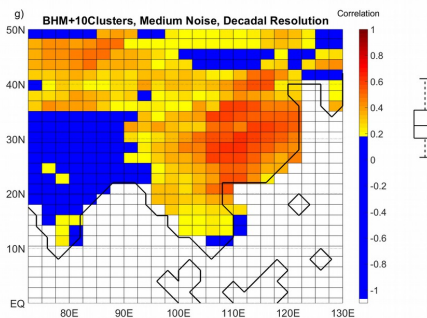 g)
BHM+10Clusters, Medium Noise, Decadal Resolution
Correlation
50N
40N
30N
20N
10N
EQ
80E 90E 100E 110E 120E 130E
1
0.8
0.6
0.4
0.2
0
-0.2
-0.4
-0.6
-0.8
-1